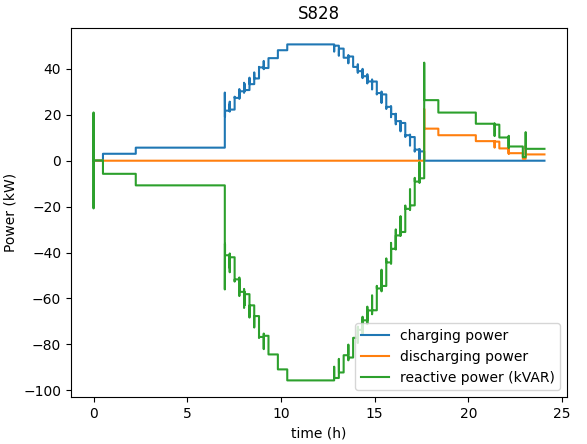 S828
Power (kW)
40
20
0
−20
−40
−60
−80
−100
charging power
discharging power
reactive power (kVAR)
0 5 10 15 20 25
time (h)